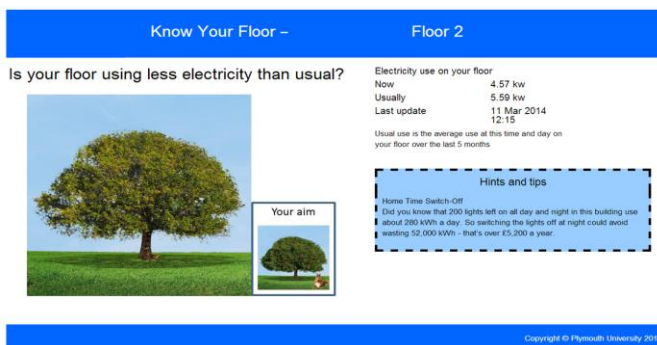 Know Your Floor – Floor 2
Is your floor using less electricity than usual?
Your aim
Electricity use on your floor
Now 4.57 kw
Usually 5.59 kw
Last update 11 Mar 2014
12:15
Usual use is the average use at this time and day on
your floor over the last 5 months
Hints and tips
Home Time Switch-Off
Did you know that 200 lights left on all day and night in this building use
about 280 kWh a day. So switching the lights off at night could avoid
wasting 52,000 kWh - that's over £5,200 a year.
Copyright © Plymouth University 201